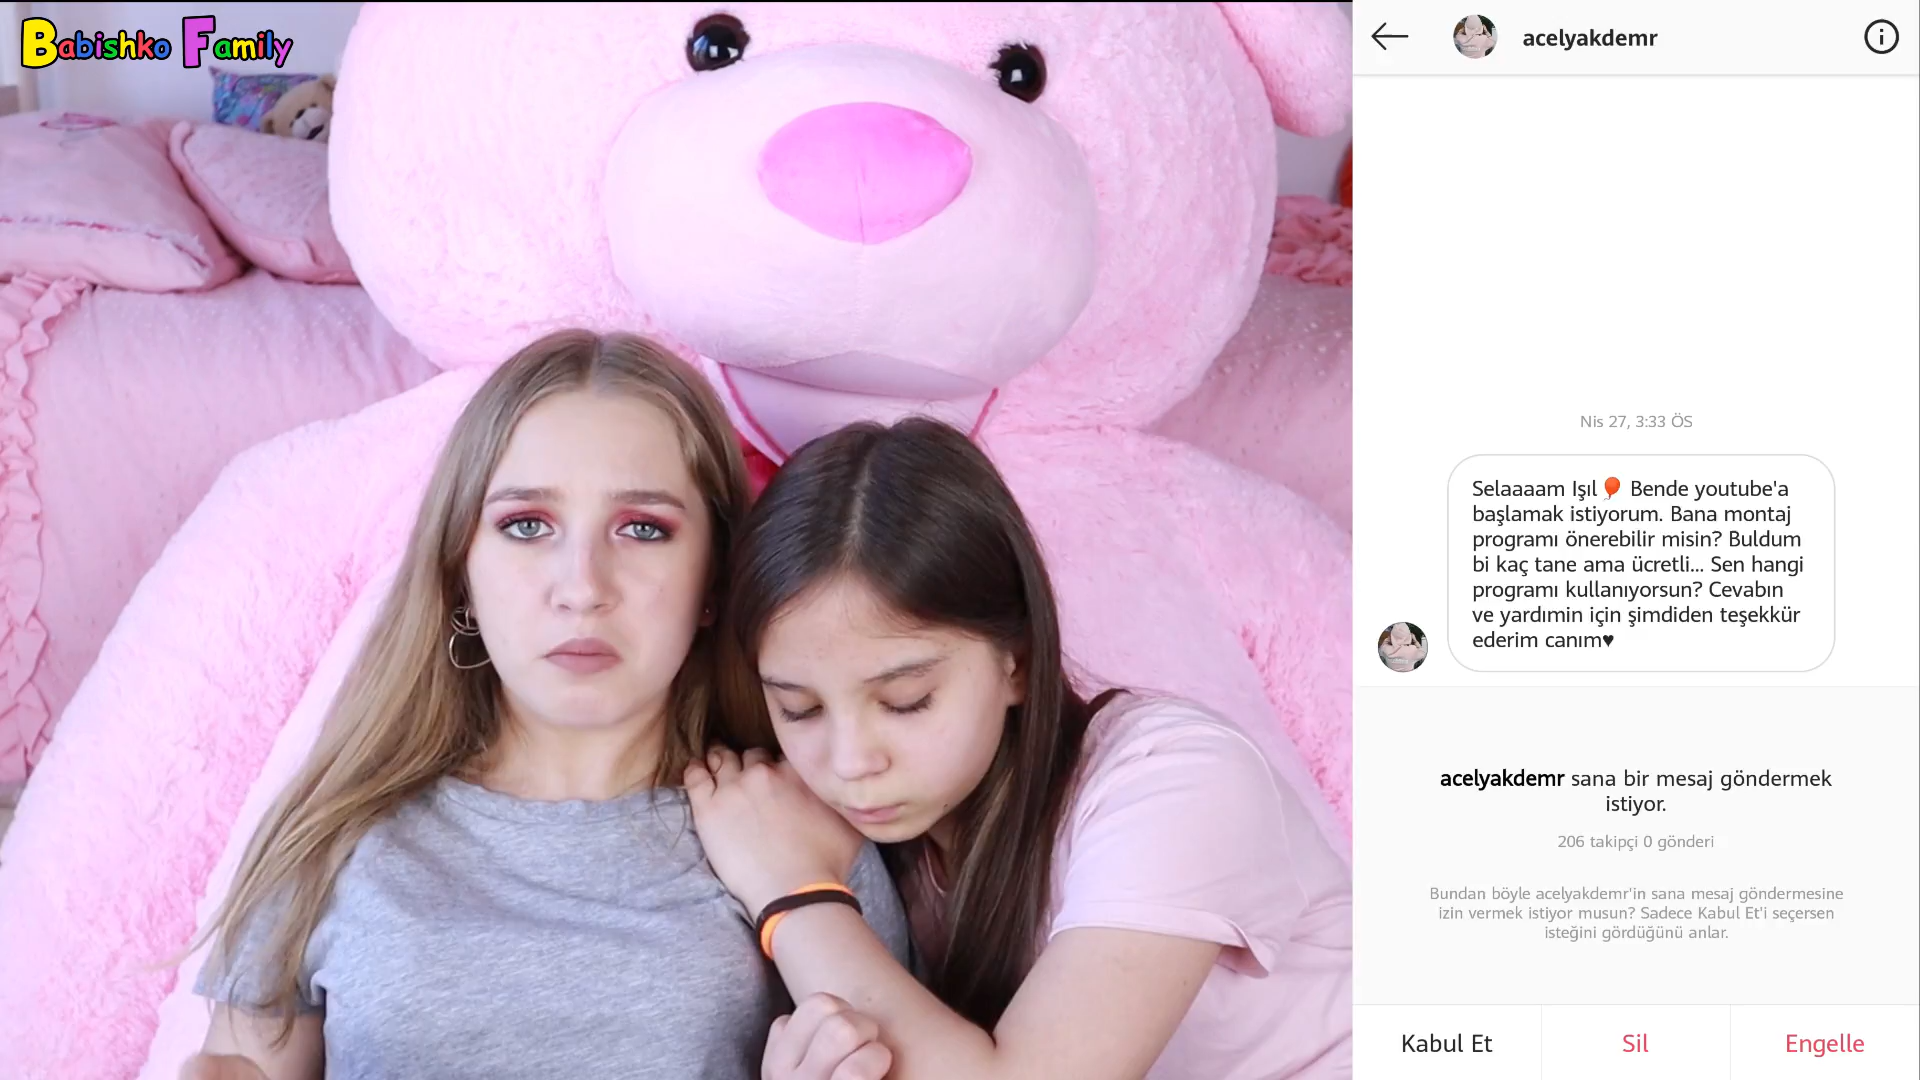 Babishko Family
acelyakdemr
Nis 27, 3:33 ÖS
Selaaaam Işıl🎈 Bende youtube'a
başlamak istiyorum. Bana montaj
programı önerebilir misin? Buldum
bi kaç tane ama ücretli... Sen hangi
programı kullanıyorsun? Cevabın
ve yardımin için şimdiden teşekkür
ederim canım♥
acelyakdemr sana bir mesaj göndermek
istiyor.
206 takipçi 0 gönderi
Bundan böyle acelyakdemr'in sana mesaj göndermesine
izin vermek istiyor musun? Sadece Kabul Et'i seçersen
isteğini gördüğünü anlar.
Kabul Et
Sil
Engelle